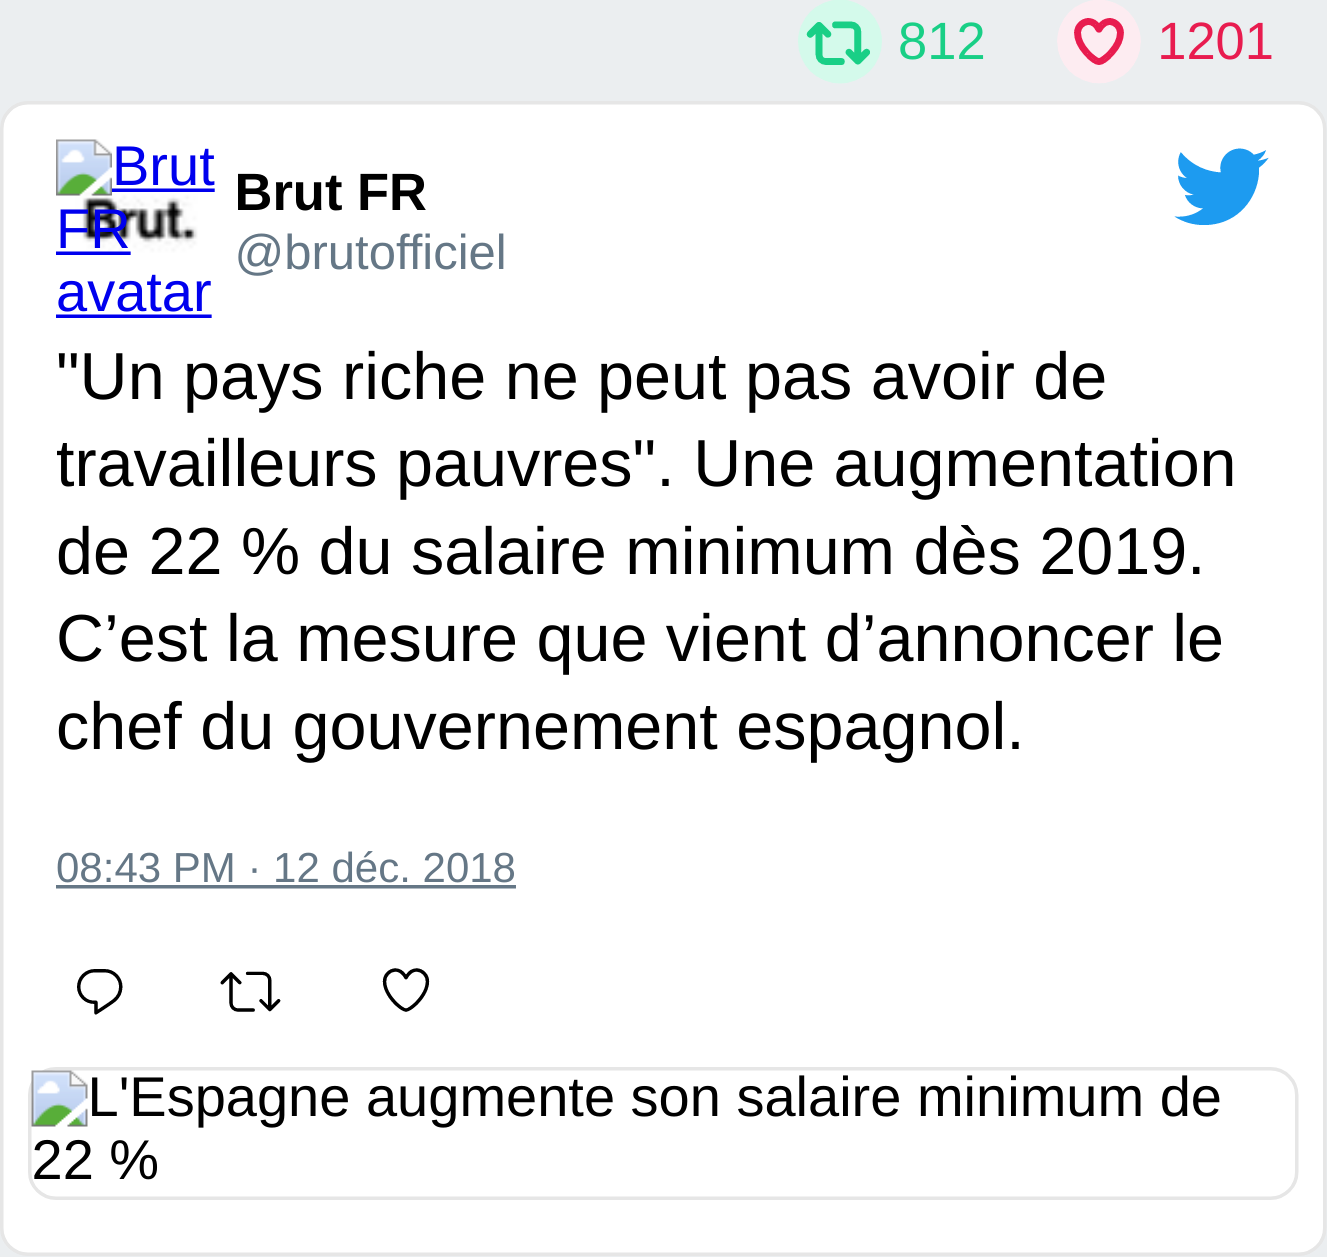 812 1201
Brut
FR
avatar
Brut.
Brut FR
@brutofficiel
"Un pays riche ne peut pas avoir de
travailleurs pauvres". Une augmentation
de 22 % du salaire minimum dès 2019.
C’est la mesure que vient d’annoncer le
chef du gouvernement espagnol.
08:43 PM · 12 déc. 2018
L'Espagne augmente son salaire minimum de
22 %